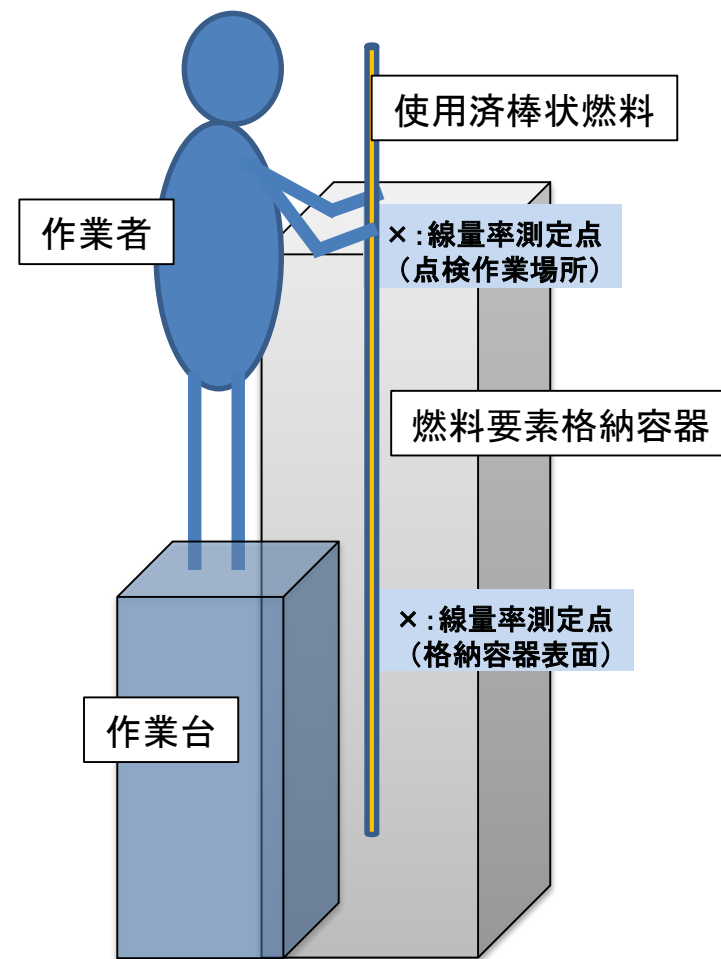 使用済棒状燃料
作業者
×:線量率測定点
（点検作業場所）
燃料要素格納容器
×:線量率測定点
（格納容器表面）
作業台